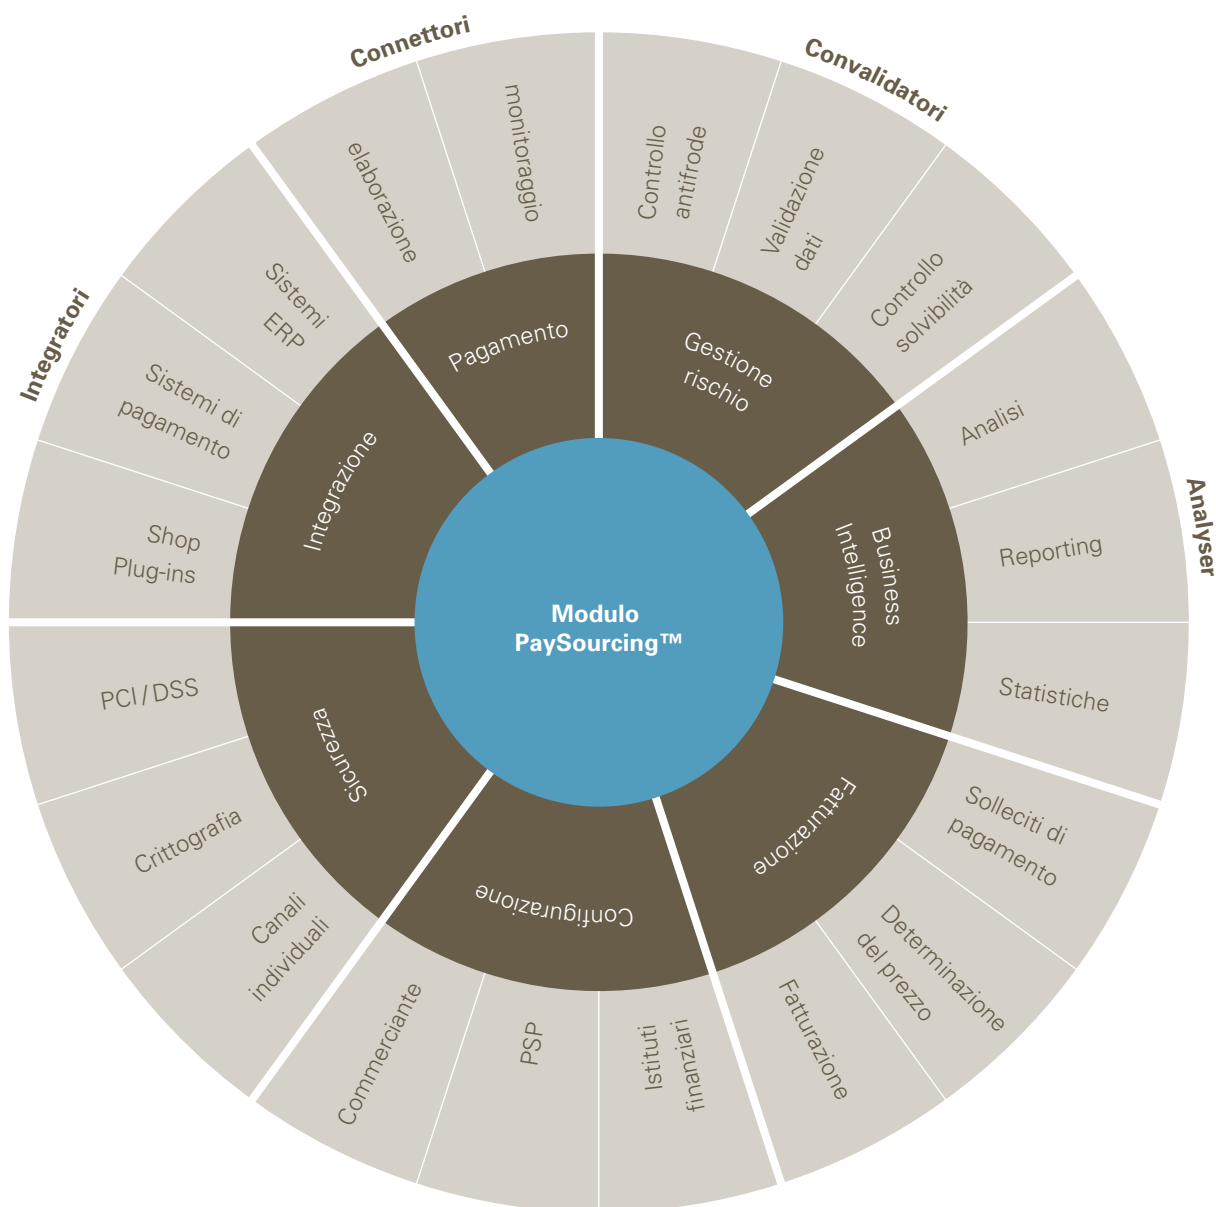 Connettori
Convalidatori
Integratori
Analyser
monitoraggio
elaborazione
Controllo
antifrode
Validazione
dati
Controllo
solvibilità
Analisi
Reporting
Statistiche
Solleciti di
pagamento
Determinazione
del prezzo
Fatturazione
Istituti
finanziari
PSP
Commerciante
Canali
individuali
Crittografia
PCI / DSS
Shop
Plug-ins
Sistemi di
pagamento
Sistemi
ERP
Pagamento
Gestione
rischio
Business
Intelligence
Fatturazione
Configurazione
Sicurezza
Integrazione
Modulo
PaySourcing™